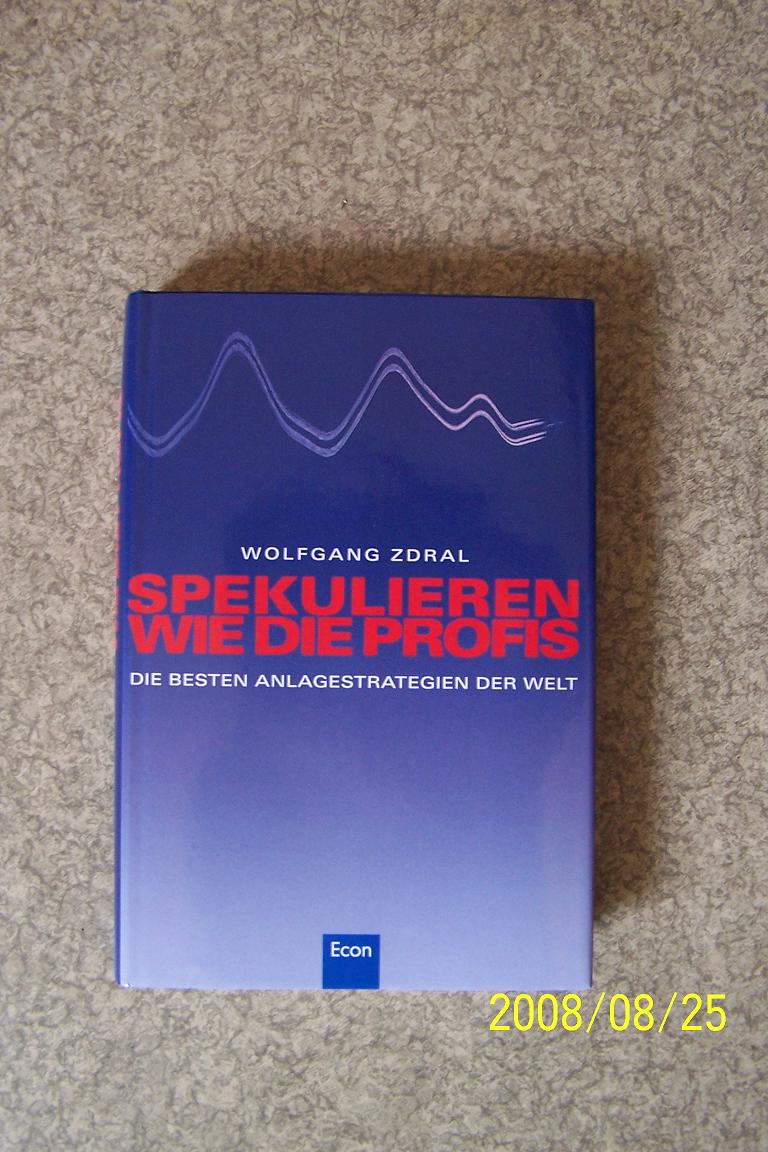 WOLFGANG ZDRAL
SPEKULIEREN
WIE DIE PROFIS
DIE BESTEN ANLAGESTRATEGIEN DER WELT
Econ
2008/08/25